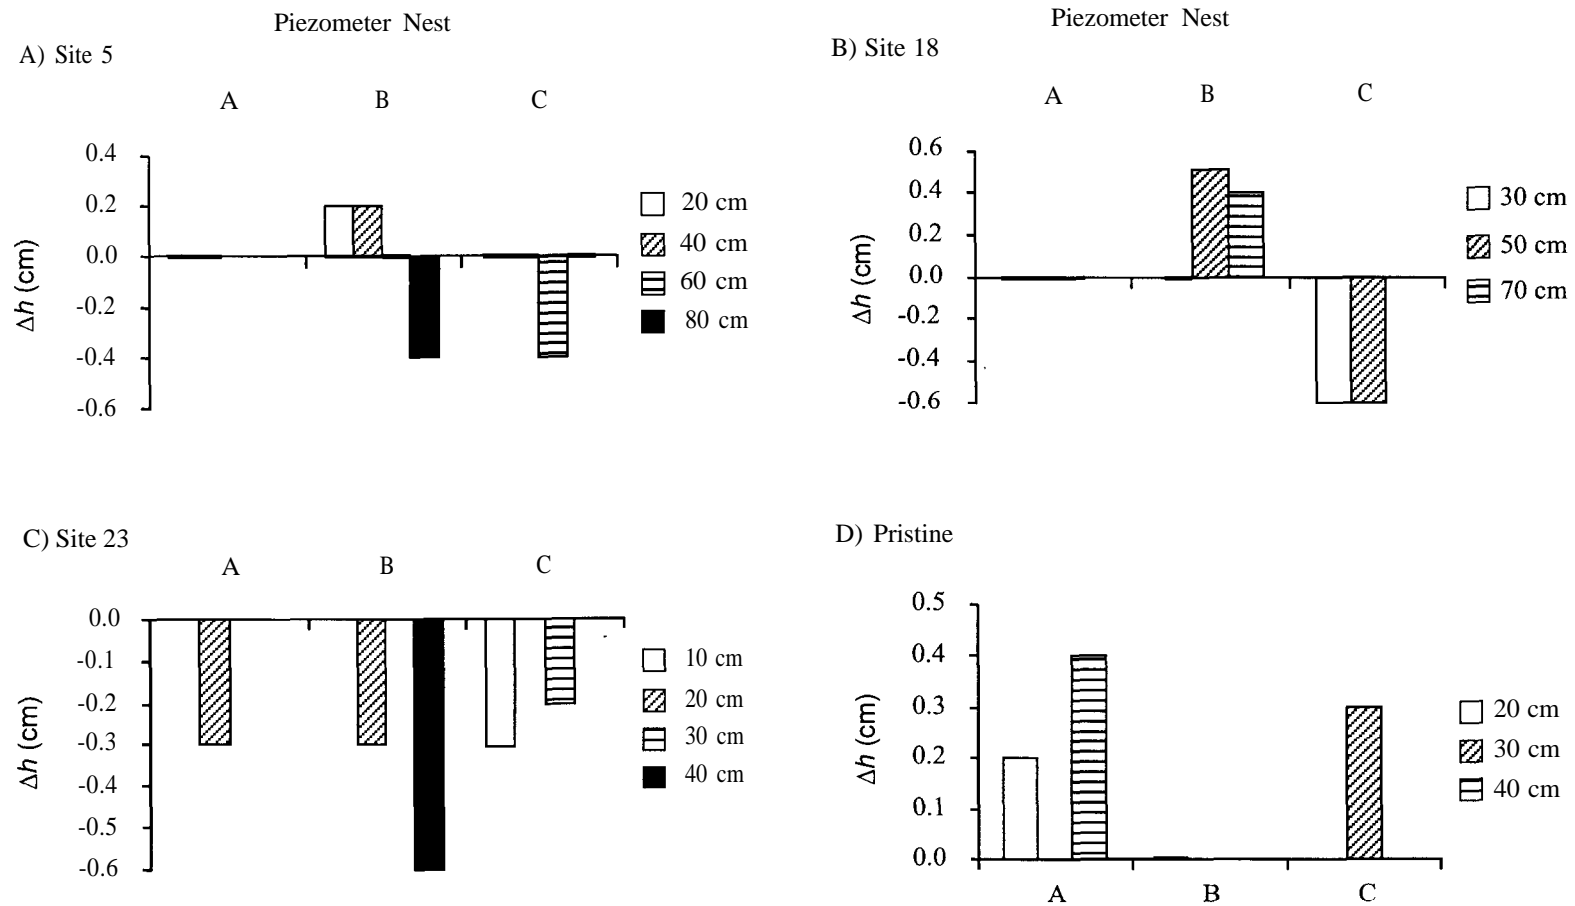 Piezometer Nest
A) Site 5
A B C
0.4
0.2
0.0
-0.2
-0.4
-0.6
Δh (cm)
20 cm
40 cm
60 cm
80 cm
Piezometer Nest
B) Site 18
A B C
0.6
0.4
0.2
0.0
-0.2
-0.4
-0.6
Δh (cm)
30 cm
50 cm
70 cm
C) Site 23
A B C
0.0
-0.1
-0.2
-0.3
-0.4
-0.5
-0.6
Δh (cm)
10 cm
20 cm
30 cm
40 cm
D) Pristine
0.5
0.4
0.3
0.2
0.1
0.0
Δh (cm)
A B C
20 cm
30 cm
40 cm